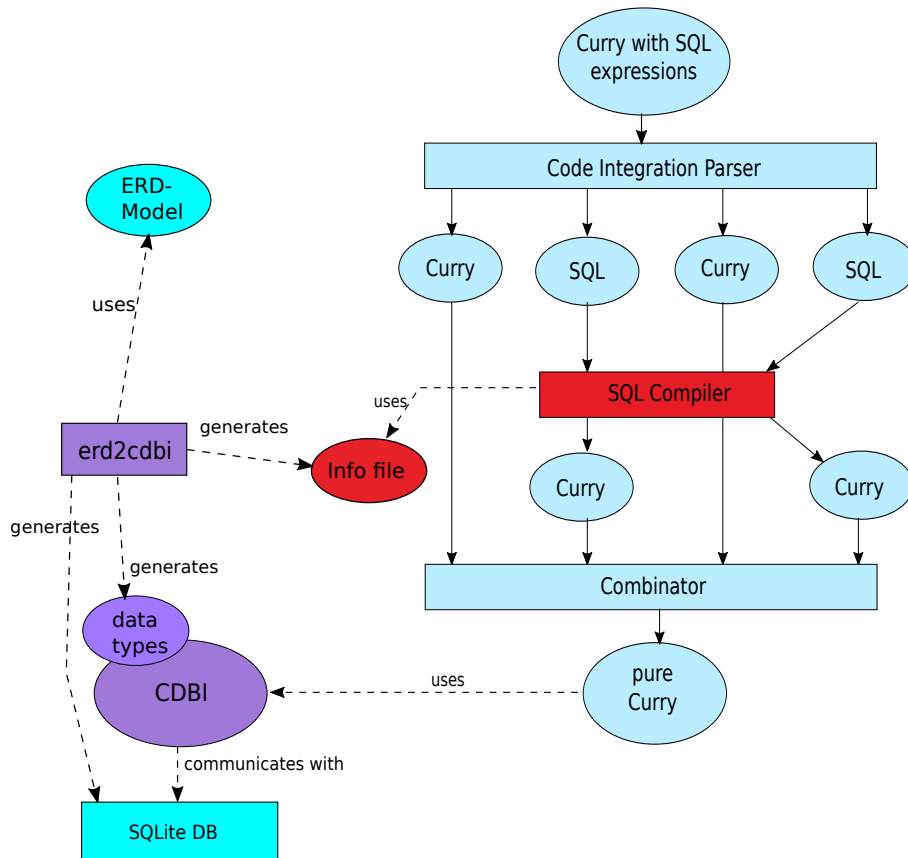 Curry with SQL
expressions
Code Integration Parser
ERD-
Model
Curry
SQL
Curry
SQL
uses
SQL Compiler
uses
generates
erd2cdbi
Info file
Curry
Curry
generates
generates
Combinator
data
types
pure
Curry
CDBI
uses
communicates with
SQLite DB